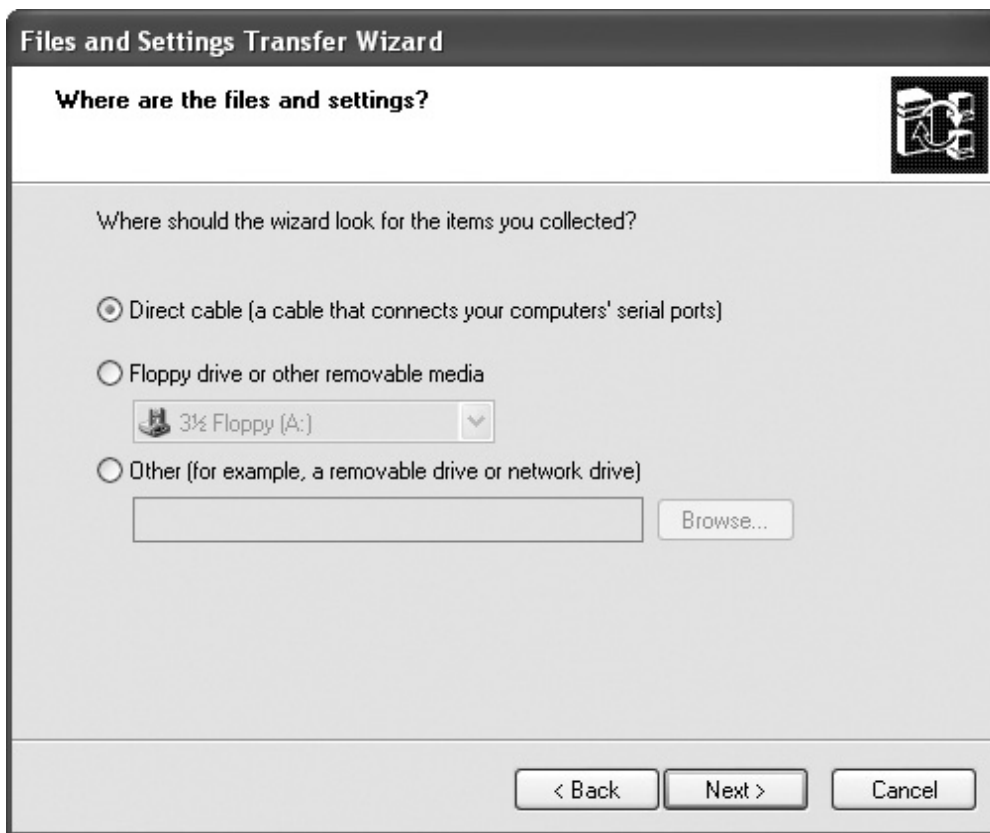 Files and Settings Transfer Wizard
Where are the files and settings?
Where should the wizard look for the items you collected?
Direct cable (a cable that connects your computers' serial ports)
Floppy drive or other removable media
3½ Floppy (A:)
Other (for example, a removable drive or network drive)
Browse...
< Back Next > Cancel